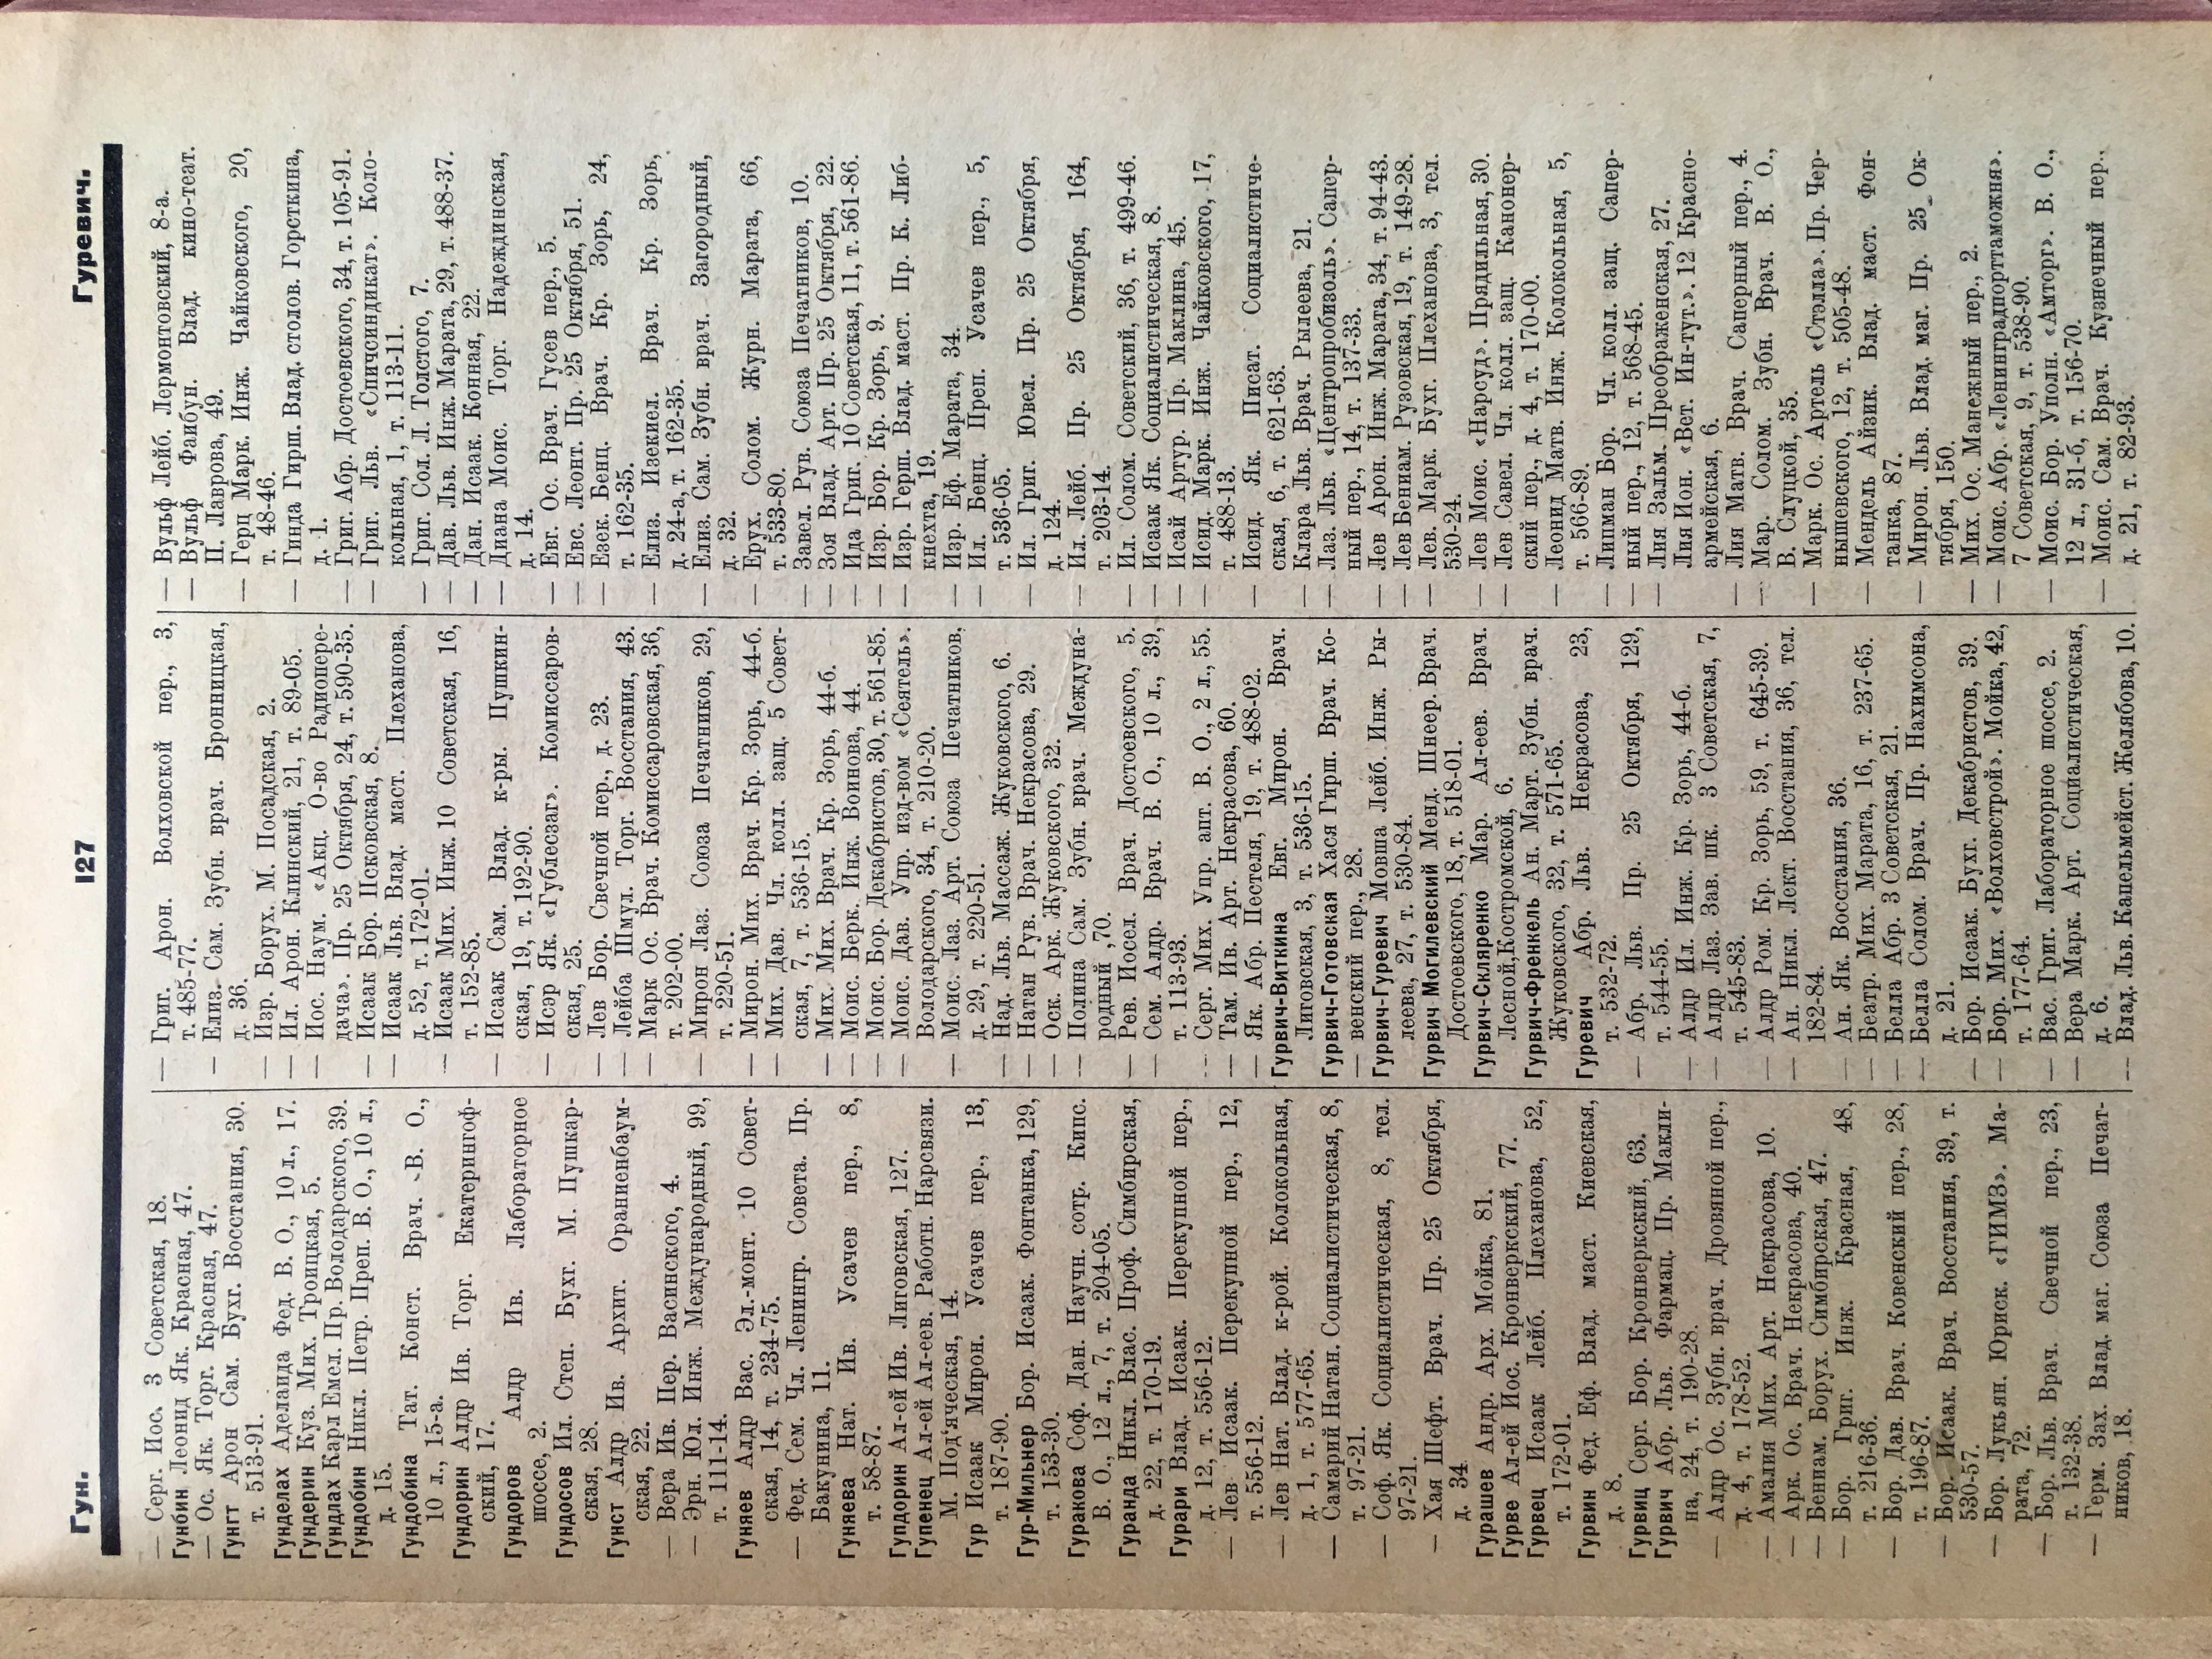 Гун.
127
Гуревич.
— Серг. Иос. 3 Советская, 18.
Гунбин Леонид Як. Красная, 47.
— Ос. Як. Торг. Красная, 47.
Гунгт Арон Сам. Бухг. Восстания, 30.
т. 513-91.
Гунделах Аделаида Фед. В. О., 10 л., 17.
Гундерин Куз. Мих. Троицкая, 5.
Гундлах Карл Емел. Пр. Володарского, 39.
Гундобин Никл. Петр. Преп. В. О., 10 л.,
д. 15.
Гундобина Тат. Конст. Врач. В. О.,
10 л., 15-а.
Гундорин Алдр Ив. Торг. Екатерингоф-
ский, 17.
Гундоров Алдр Ив. Лабораторное
шоссе, 2.
Гундосов Ил. Степ. Бухг. М. Пушкар-
ская, 28.
Гунст Алдр Ив. Архит. Ораниенбаум-
ская, 22.
— Вера Ив. Пер. Васинского, 4.
— Эрн. Юл. Инж. Международный, 99,
т. 111-14.
Гуняев Алдр Вас. Эл.-монт. 10 Совет-
ская, 14, т. 234-75.
— Фед. Сем. Чл. Ленингр. Совета. Пр.
Бакунина, 11.
Гуняева Нат. Ив. Усачев пер., 8,
т. 58-87.
Гупдорин Ал-ей Ив. Лиговская, 127.
Гупенец Ал-ей Ал-еев. Работн. Нарсвязи.
М. Под‘яческая, 14.
Гур Исаак Мирон. Усачев пер., 13,
т. 187-90.
Гур-Мильнер Бор. Исаак. Фонтанка, 129,
т. 153-30.
Гуракова Соф. Дан. Научн. сотр. Кипс.
В. О., 12 л., 7, т. 204-05.
Гуранда Никл. Влас. Проф. Симбирская,
д. 22, т. 170-19.
Гурари Влад. Исаак. Перекупной пер.,
д. 12, т. 556-12.
— Лев Исаак. Перекупной пер., 12,
т. 556-12.
— Лев Нат. Влад. к-рой. Колокольная,
д. 1, т. 577-65.
— Самарий Натан. Социалистическая, 8,
т. 97-21.
— Соф. Як. Социалистическая, 8, тел.
97-21.
— Хая Шефт. Врач. Пр. 25 Октября,
д. 34
Гурашев Андр. Арх. Мойка, 81.
Гурве Ал-ей Иос. Кронверкский, 77.
Гурвец Исаак Лейб. Плеханова, 52,
т. 172-01.
Гурвин Фед. Еф. Влад. маст. Киевская,
д. 8.
Гурвиц Серг. Бор. Кронверкский, 63.
Гурвич Абр. Льв. Фармац. Пр. Макли-
на, 24, т. 190-28.
— Алдр Ос. Зубн. врач. Дровяной пер.,
д. 4, т. 178-52.
— Амалия Мих. Арт. Некрасова, 10.
— Арк. Ос. Врач. Некрасова, 40.
— Бениам. Борух. Симбирская, 47.
— Бор. Григ. Инж. Красная, 48,
т. 216-36.
— Бор. Дав. Врач. Ковенский пер., 28,
т. 196-87.
— Бор. Исаак. Врач. Восстания, 39, т.
530-57.
— Бор. Лукьян. Юриск. «ГИМЗ». Ма-
рата, 72.
— Бор. Льв. Врач. Свечной пер., 23,
т. 132-38.
— Герм. Зах. Влад. маг. Союза Печат-
ников, 18.
— Григ. Арон. Волховской пер., 3,
т. 485-77.
— Елиз. Сам. Зубн. врач. Бронницкая,
д. 36.
— Изр. Борух. М. Посадская, 2.
— Ил. Арон. Клинский, 21, т. 89-05.
— Иос. Наум. «Акц. О-во Радиопере-
дача». Пр. 25 Октября, 24, т. 590-35.
— Исаак Бор. Псковская, 8.
— Исаак Льв. Влад. маст. Плеханова,
д. 52, т. 172-01.
— Исаак Мих. Инж. 10 Советская, 16,
т. 152-85.
— Исаак Сам. Влад. к-ры. Пушкин-
ская, 19, т. 192-90.
— Исэр Як. «Гублесзаг». Комиссаров-
ская, 25.
— Лев Бор. Свечной пер., д. 23.
— Лейба Шмул. Торг. Восстания, 43.
— Марк Ос. Врач. Комиссаровская, 36,
т. 202-00.
— Мирон Лаз. Союза Печатников, 29,
т. 220-51.
— Мирон. Мих. Врач. Кр. Зорь, 44-б.
— Мих. Дав. Чл. колл. защ. 5 Совет-
ская, 7, т. 536-15.
— Мих. Мих. Врач. Кр. Зорь, 44-б.
— Моис. Берк. Инж. Воинова, 44.
— Моис. Бор. Декабристов, 30, т. 561-85.
— Моис. Дав. Упр. изд-вом «Сеятель».
Володарского, 34, т. 210-20.
— Моис. Лаз. Арт. Союза Печатников,
д. 29, т. 220-51.
— Над. Льв. Массаж. Жуковского, 6.
— Натан Рув. Врач. Некрасова, 29.
— Оск. Арк. Жуковского, 32.
— Полина Сам. Зубн. врач. Междуна-
родный ,70.
— Рев. Иосел. Врач. Достоевского, 5.
— Сем. Алдр. Врач. В. О., 10 л., 39,
т. 113-93.
— Серг. Мих. Упр. апт. В. О., 2 л., 55.
— Там. Ив. Арт. Некрасова, 60.
— Як. Абр. Пестеля, 19, т. 488-02.
Гурвич-Виткина Евг. Мирон. Врач.
Лиговская, 3, т. 536-15.
Гурвич-Готовская Хася Гирш. Врач. Ко-
— венский пер., 28.
Гурвич-Гуревич Мовша Лейб. Инж. Ры-
леева, 27, т. 530-84.
Гурвич Могилевский Менд. Шнеер. Врач.
Достоевского, 18, т. 518-01.
Гурвич-Скляренко Мар. Ал-еев. Врач.
Лесной,Костромской, 6.
Гурвич-Френкель Ан. Март. Зубн. врач.
Жуковского, 32, т. 571-65.
Гуревич Абр. Льв. Некрасова, 23,
т. 532-72.
— Абр. Льв. Пр. 25 Октября, 129,
т. 544-55.
— Алдр Ил. Инж. Кр. Зорь, 44-б.
— Алдр Лаз. Зав. шк. 3 Советская, 7,
т. 545-83.
— Алдр Ром. Кр. Зорь, 59, т. 645-39.
— Ан. Никл. Лект. Восстания, 36, тел.
182-84.
— Ан. Як. Восстания, 36.
— Беатр. Мих. Марата, 16, т. 237-65.
— Белла Абр. 3 Советская, 21.
— Белла Солом. Врач. Пр. Нахимсона,
д. 21.
— Бор. Исаак. Бухг. Декабристов, 39.
— Бор. Мих. «Волховстрой». Мойка, 42,
т. 177-64.
— Вас. Григ. Лабораторное шоссе, 2.
— Вера Марк. Арт. Социалистическая,
д. 6.
— Влад. Льв. Капельмейст. Желябова, 10.
— Вульф Лейб. Лермонтовский, 8-а.
— Вульф Фаибун. Влад. кино-теат.
П. Лаврова, 49.
— Герц Марк. Инж. Чайковского, 20,
т. 48-46.
— Гинда Гирш. Влад. столов. Горсткина,
д. 1.
— Григ. Абр. Достоевского, 34, т. 105-91.
— Григ. Льв. «Спичсиндикат». Коло-
кольная, 1, т. 113-11.
— Григ. Сол. Л. Толстого, 7.
— Дав. Льв. Инж. Марата, 29, т. 488-37.
— Дан. Исаак. Конная, 22.
— Диана Моис. Торг. Надеждинская,
д. 14.
— Евг. Ос. Врач. Гусев пер., 5.
— Евс. Леонт. Пр. 25 Октября, 51.
— Езек. Бенц. Врач. Кр. Зорь, 24,
т. 162-35.
— Елиз. Изекиел. Врач. Кр. Зорь,
д. 24-а, т. 162-35.
— Елиз. Сам. Зубн. врач. Загородный,
д. 32.
— Ерух. Солом. Журн. Марата, 66,
т. 533-80.
— Завел. Рув. Союза Печатников, 10.
— Зоя Влад. Арт. Пр. 25 Октября, 22.
— Ида Григ. 10 Советская, 11, т. 561-86.
— Изр. Бор. Кр. Зорь, 9.
— Изр. Герш. Влад. маст. Пр. К. Либ-
кнехта, 19.
— Изр. Еф. Марата, 34.
— Ил. Бенц. Преп. Усачев пер., 5,
т. 536-05.
— Ил. Григ. Ювел. Пр. 25 Октября,
д. 124.
— Ил. Лейб. Пр. 25 Октября, 164,
т. 203-14.
— Ил. Солом. Советский, 36, т. 499-46.
— Исаак Як. Социалистическая, 8.
— Исай Артур. Пр. Маклина, 45.
— Исид. Марк. Инж. Чайковского, 17,
т. 488-13.
— Исид. Як. Писат. Социалистиче-
ская, 6, т. 621-63.
— Клара Льв. Врач. Рылеева, 21.
— Лаз. Льв. «Центропробизоль». Сапер-
ный пер., 14, т. 137-33.
— Лев Арон. Инж. Марата, 34, т. 94-43.
— Лев Бениам. Рузовская, 19, т. 149-28.
— Лев. Марк. Бухг. Плеханова, 3, тел.
530-24.
— Лев Моис. «Нарсуд». Прядильная, 30.
— Лев Савел. Чл. колл. защ. Канонер-
ский пер., д. 4, т. 170-00.
— Леонид Матв. Инж. Колокольная, 5,
т. 566-89.
— Липман Бор. Чл. колл. защ. Сапер-
— ный пер., 12, т. 568-45.
— Лия Зальм. Преображенская, 27.
Лия Ион. «Вет. Ин-тут.». 12 Красно-
армейская, 6.
— Лия Матв. Врач. Саперный пер., 4.
— Мар. Солом. Зубн. Врач. В. О.,
В. Слуцкой, 35.
— Марк. Ос. Артель «Стэлла». Пр. Чер-
нышевского, 12, т. 505-48.
— Мендель Айзик. Влад. маст. Фон-
танка, 87.
— Мирон. Льв. Влад. маг. Пр. 25 Ок-
тября, 150.
— Мих. Ос. Манежный пер., 2.
— Моис. Абр. «Ленинградпорттаможня».
7 Советская, 9, т. 538-90.
— Моис. Бор. Уполн. «Амторг». В. О.,
12 л., 31-б, т. 156-70.
— Моис. Сам. Врач. Кузнечный пер.,
д. 21, т. 82-93.